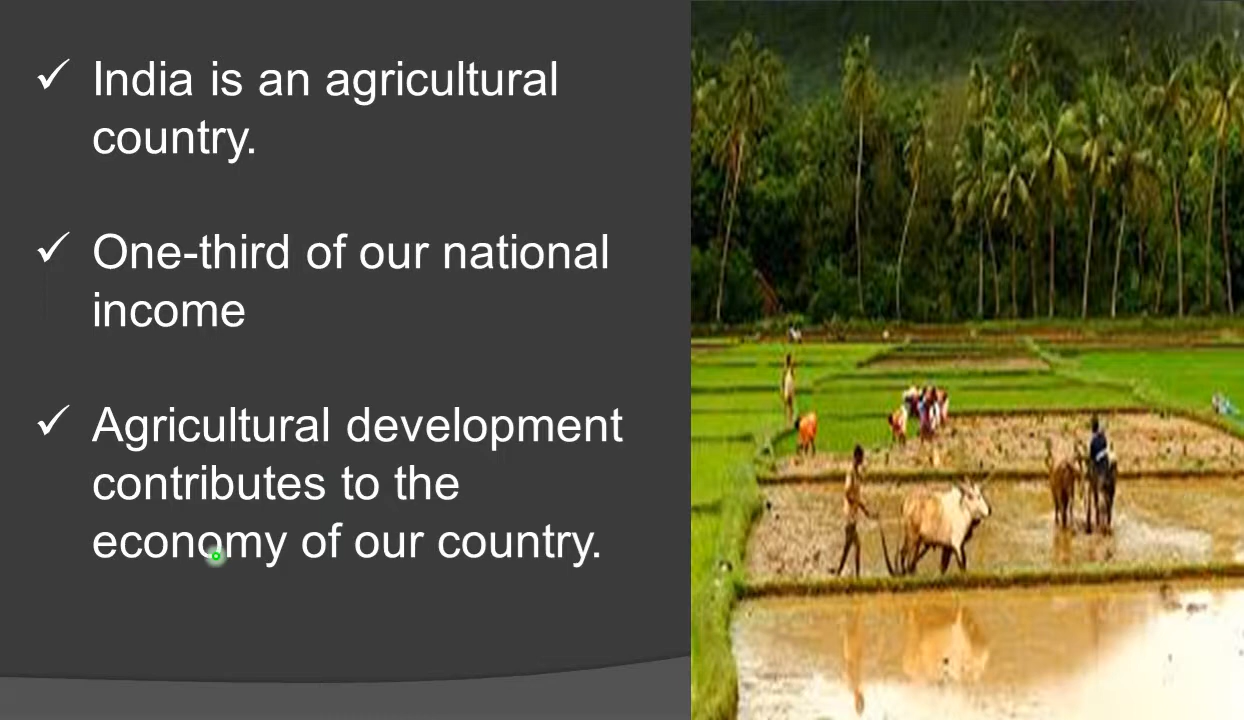 India is an agricultural
country.
One-third of our national
income
Agricultural development
contributes to the
economy of our country.